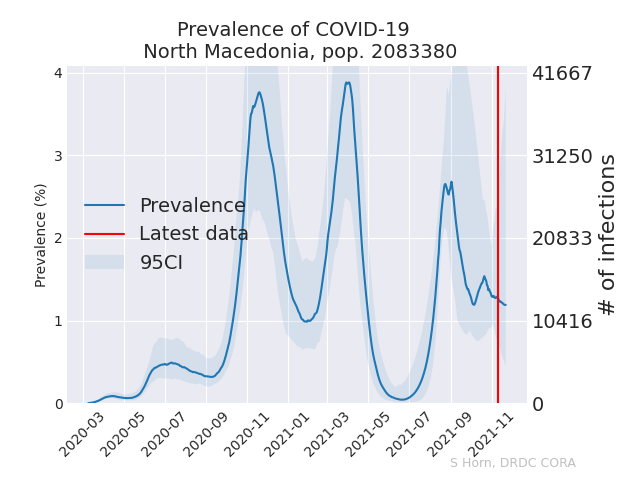 Prevalence of COVID-19
North Macedonia, pop. 2083380
4
3
2
1
0
Prevalence (%)
41667
31250
20833
10416
0
# of infections
Prevalence
Latest data
95CI
2020-03
2020-05
2020-07
2020-09
2020-11
2021-01
2021-03
2021-05
2021-07
2021-09
2021-11
S Horn, DRDC CORA